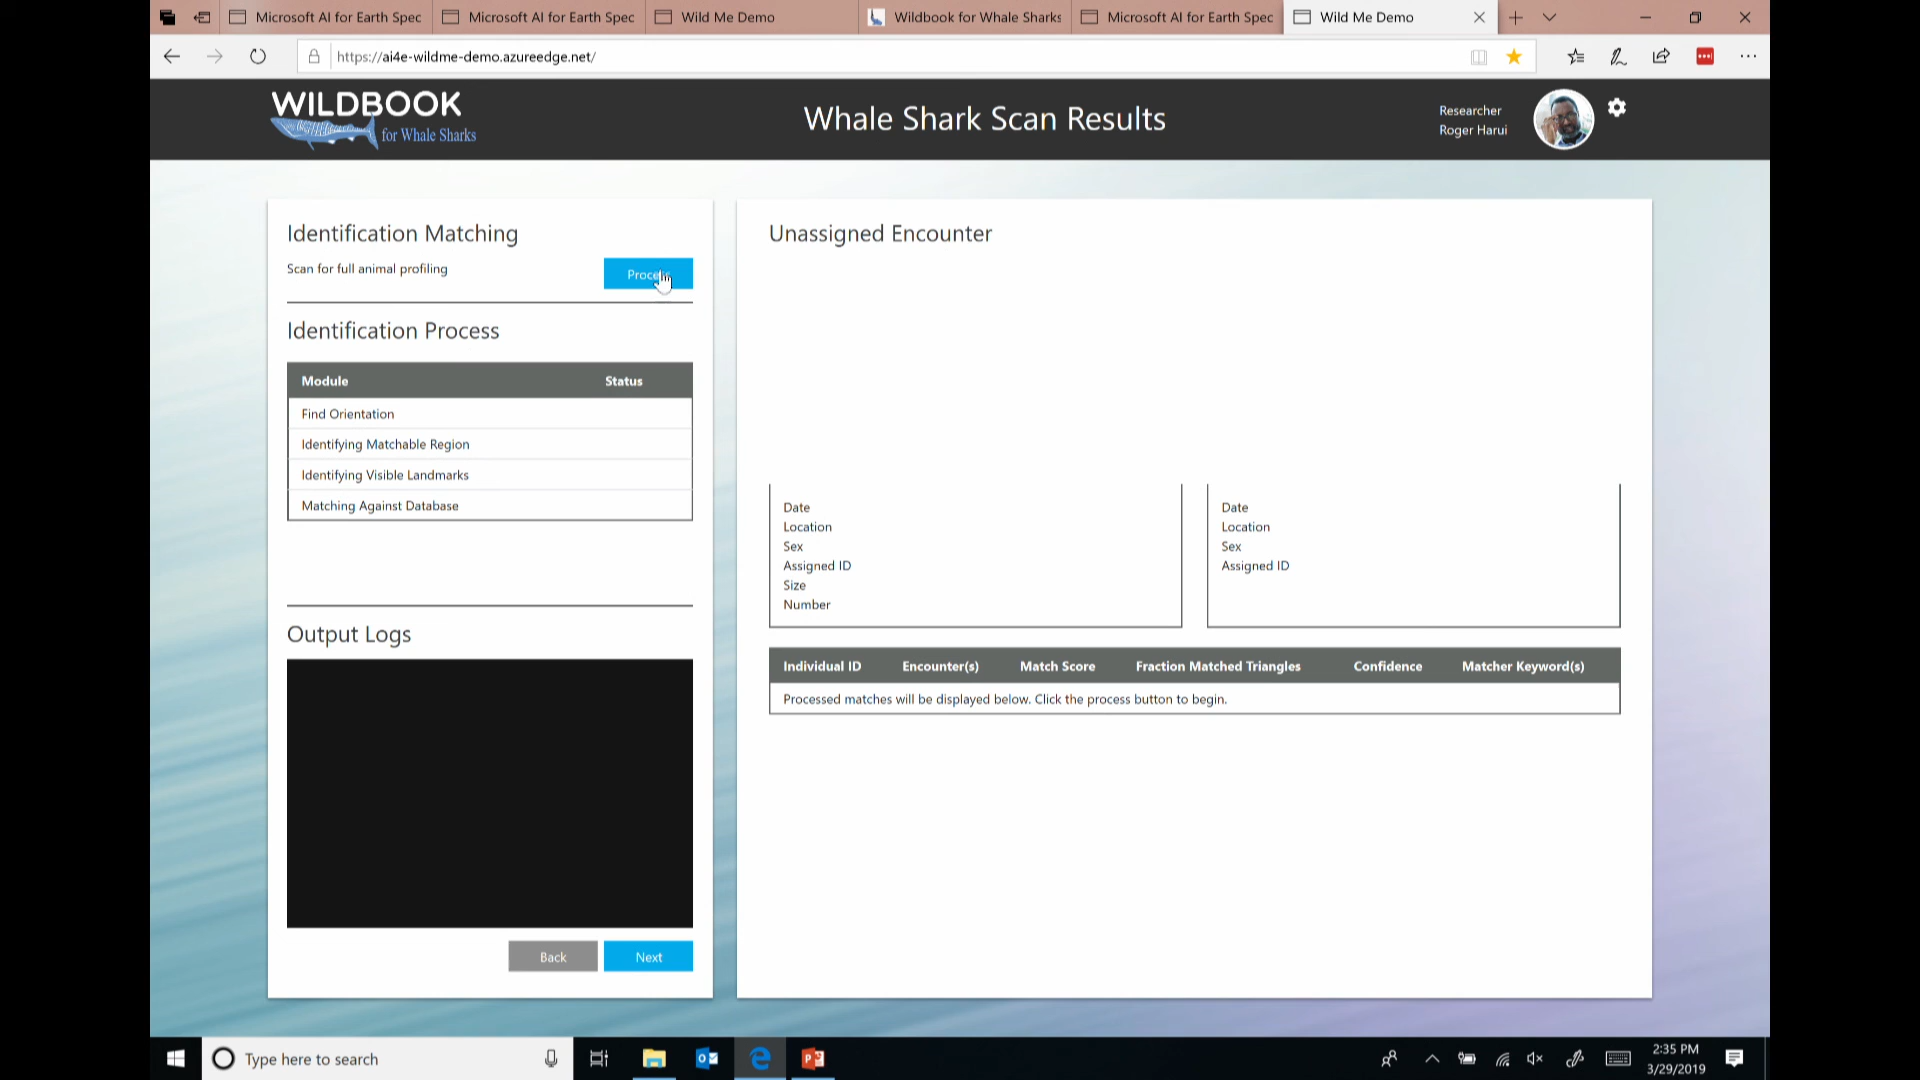 Microsoft AI for Earth Spec
Microsoft AI for Earth Spec
Wild Me Demo
Wildbook for Whale Sharks
Microsoft AI for Earth Spec
Wild Me Demo
https://ai4e-wildme-demo.azureedge.net/
WILDBOOK
for Whale Sharks
Whale Shark Scan Results
Researcher
Roger Harui
Identification Matching
Scan for full animal profiling
Identification Process
Module Status
Find Orientation
Identifying Matchable Region
Identifying Visible Landmarks
Matching Against Database
Output Logs
Back Next
Unassigned Encounter
Date
Location
Sex
Assigned ID
Size
Number
Date
Location
Sex
Assigned ID
Individual ID Encounter(s) Match Score Fraction Matched Triangles Confidence Matcher Keyword(s)
Processed matches will be displayed below. Click the process button to begin.
Type here to search
2:35 PM
3/29/2019